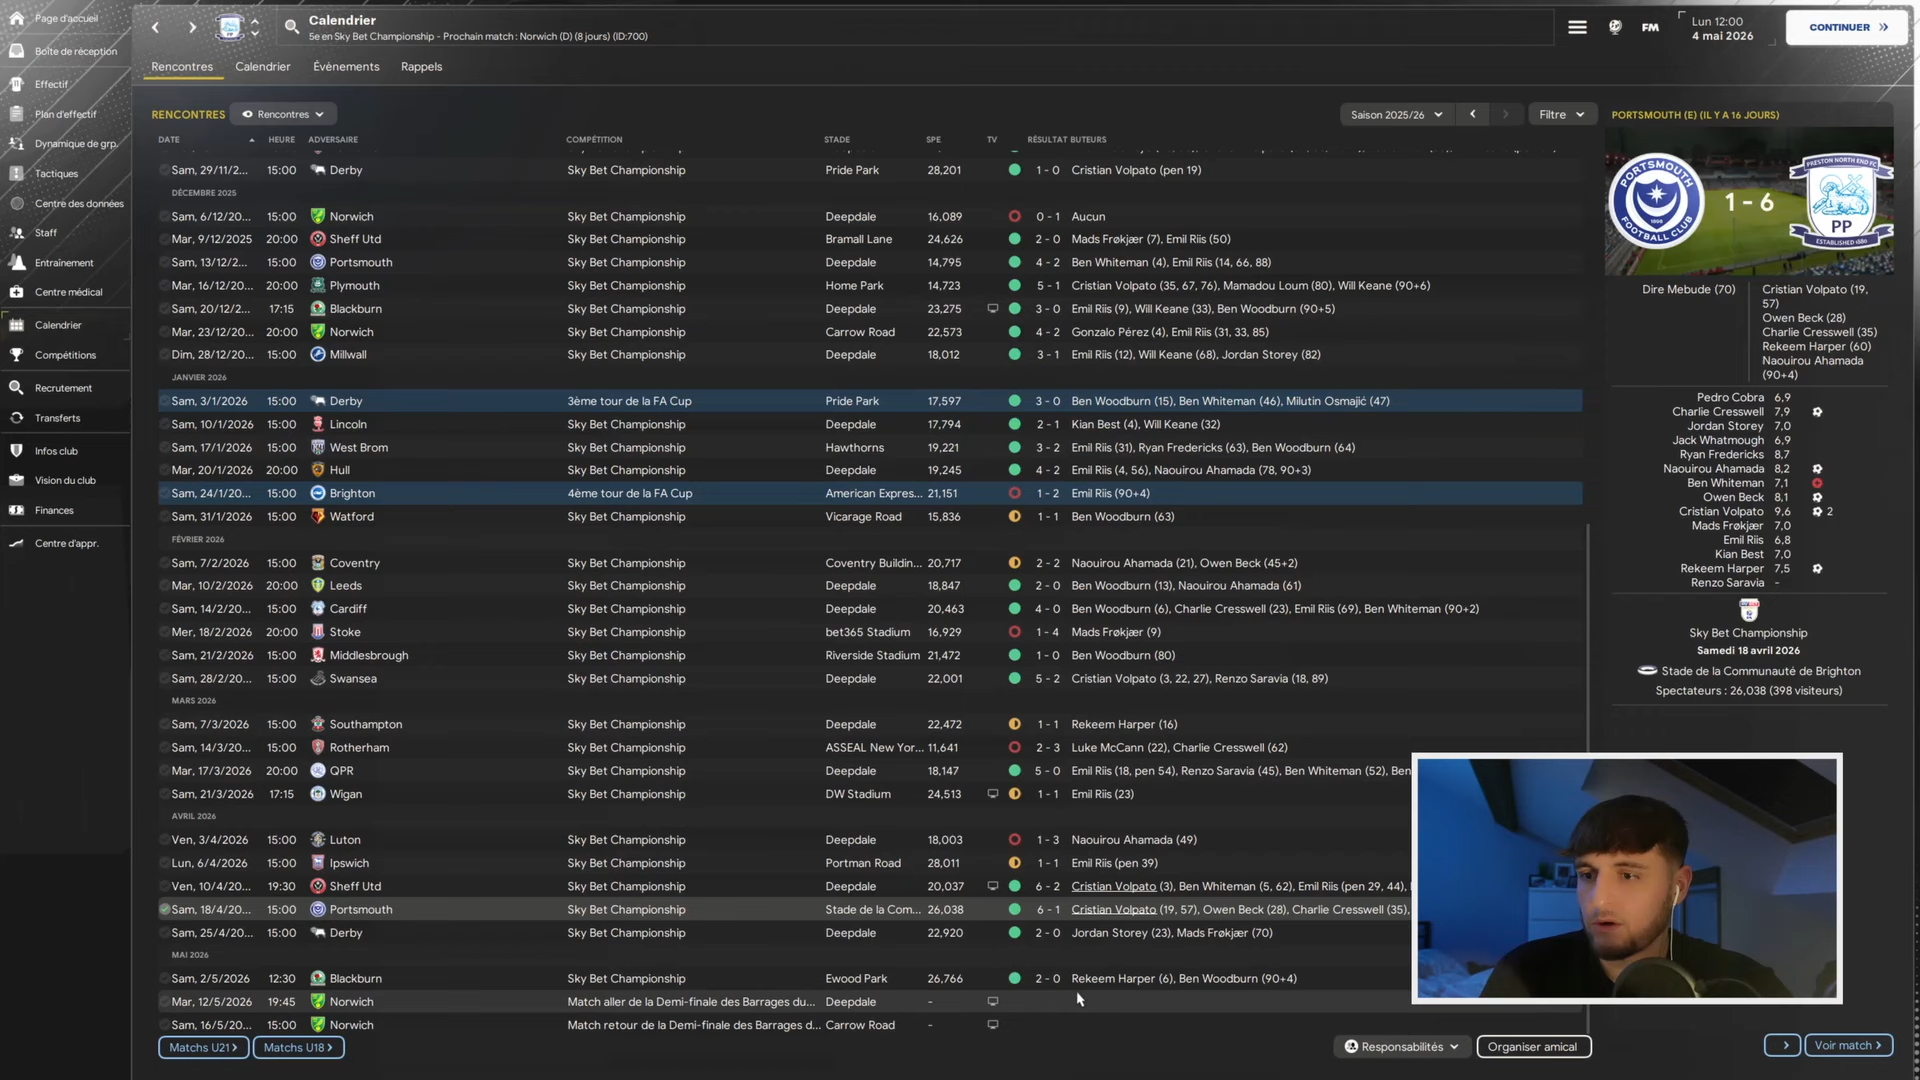 Page d'accueil
Boîte de réception
Effectif
Plan d'effectif
Dynamique de grp.
Tactiques
Centre des données
Staff
Entraînement
Centre médical
Calendrier
Compétitions
Recrutement
Transferts
Infos club
Vision du club
Finances
Centre d'appr.
Calendrier
5e en Sky Bet Championship - Prochain match : Norwich (D) (8 jours) (ID:700)
FM
Lun 12:00
4 mai 2026
CONTINUER
Rencontres Calendrier Évènements Rappels
RENCONTRES Rencontres Saison 2025/26 Filtre
DATE HEURE ADVERSAIRE COMPÉTITION STADE SPE TV RÉSULTAT BUTEURS
Sam, 29/11/2... 15:00 Derby Sky Bet Championship Pride Park 28,201 1 - 0 Cristian Volpato (pen 19)
DÉCEMBRE 2025
Sam, 6/12/20... 15:00 Norwich Sky Bet Championship Deepdale 16,089 0 - 1 Aucun
Mar, 9/12/2025 20:00 Sheff Utd Sky Bet Championship Bramall Lane 24,626 2 - 0 Mads Frøkjær (7), Emil Riis (50)
Sam, 13/12/2... 15:00 Portsmouth Sky Bet Championship Deepdale 14,795 4 - 2 Ben Whiteman (4), Emil Riis (14, 66, 88)
Mar, 16/12/20... 20:00 Plymouth Sky Bet Championship Home Park 14,723 5 - 1 Cristian Volpato (35, 67, 76), Mamadou Loum (80), Will Keane (90+6)
Sam, 20/12/2... 17:15 Blackburn Sky Bet Championship Deepdale 23,275 3 - 0 Emil Riis (9), Will Keane (33), Ben Woodburn (90+5)
Mar, 23/12/20... 20:00 Norwich Sky Bet Championship Carrow Road 22,573 4 - 2 Gonzalo Pérez (4), Emil Riis (31, 33, 85)
Dim, 28/12/20... 15:00 Millwall Sky Bet Championship Deepdale 18,012 3 - 1 Emil Riis (12), Will Keane (68), Jordan Storey (82)
JANVIER 2026
Sam, 3/1/2026 15:00 Derby 3ème tour de la FA Cup Pride Park 17,597 3 - 0 Ben Woodburn (15), Ben Whiteman (46), Milutin Osmajić (47)
Sam, 10/1/2026 15:00 Lincoln Sky Bet Championship Deepdale 17,794 2 - 1 Kian Best (4), Will Keane (32)
Sam, 17/1/2026 15:00 West Brom Sky Bet Championship Hawthorns 19,221 3 - 2 Emil Riis (31), Ryan Fredericks (63), Ben Woodburn (64)
Mar, 20/1/2026 20:00 Hull Sky Bet Championship Deepdale 19,245 4 - 2 Emil Riis (4, 56), Naouirou Ahamada (78, 90+3)
Sam, 24/1/20... 15:00 Brighton 4ème tour de la FA Cup American Expres... 21,151 1 - 2 Emil Riis (90+4)
Sam, 31/1/2026 15:00 Watford Sky Bet Championship Vicarage Road 15,836 1 - 1 Ben Woodburn (63)
FÉVRIER 2026
Sam, 7/2/2026 15:00 Coventry Sky Bet Championship Coventry Buildin... 20,717 2 - 2 Naouirou Ahamada (21), Owen Beck (45+2)
Mar, 10/2/2026 20:00 Leeds Sky Bet Championship Deepdale 18,847 2 - 0 Ben Woodburn (13), Naouirou Ahamada (61)
Sam, 14/2/20... 15:00 Cardiff Sky Bet Championship Deepdale 20,463 4 - 0 Ben Woodburn (6), Charlie Cresswell (23), Emil Riis (69), Ben Whiteman (90+2)
Mer, 18/2/2026 20:00 Stoke Sky Bet Championship bet365 Stadium 16,929 1 - 4 Mads Frøkjær (9)
Sam, 21/2/2026 15:00 Middlesbrough Sky Bet Championship Riverside Stadium 21,472 1 - 0 Ben Woodburn (80)
Sam, 28/2/20... 15:00 Swansea Sky Bet Championship Deepdale 22,001 5 - 2 Cristian Volpato (3, 22, 27), Renzo Saravia (18, 89)
MARS 2026
Sam, 7/3/2026 15:00 Southampton Sky Bet Championship Deepdale 22,472 1 - 1 Rekeem Harper (16)
Sam, 14/3/20... 15:00 Rotherham Sky Bet Championship ASSEAL New Yor... 11,641 2 - 3 Luke McCann (22), Charlie Cresswell (62)
Mar, 17/3/2026 20:00 QPR Sky Bet Championship Deepdale 18,147 5 - 0 Emil Riis (18, pen 54), Renzo Saravia (45), Ben Whiteman (52), Ben
Sam, 21/3/2026 17:15 Wigan Sky Bet Championship DW Stadium 24,513 1 - 1 Emil Riis (23)
AVRIL 2026
Ven, 3/4/2026 15:00 Luton Sky Bet Championship Deepdale 18,003 1 - 3 Naouirou Ahamada (49)
Lun, 6/4/2026 15:00 Ipswich Sky Bet Championship Portman Road 28,011 1 - 1 Emil Riis (pen 39)
Ven, 10/4/20... 19:30 Sheff Utd Sky Bet Championship Deepdale 20,037 6 - 2 Cristian Volpato (3), Ben Whiteman (5, 62), Emil Riis (pen 29, 44),
Sam, 18/4/20... 15:00 Portsmouth Sky Bet Championship Stade de la Com... 26,038 6 - 1 Cristian Volpato (19, 57), Owen Beck (28), Charlie Cresswell (35),
Sam, 25/4/20... 15:00 Derby Sky Bet Championship Deepdale 22,920 2 - 0 Jordan Storey (23), Mads Frøkjær (70)
MAI 2026
Sam, 2/5/2026 12:30 Blackburn Sky Bet Championship Ewood Park 26,766 2 - 0 Rekeem Harper (6), Ben Woodburn (90+4)
Mar, 12/5/2026 19:45 Norwich Match aller de la Demi-finale des Barrages du... Deepdale -
Sam, 16/5/20... 15:00 Norwich Match retour de la Demi-finale des Barrages d... Carrow Road -
Matchs U21 Matchs U18 Responsabilités Organiser amical
PORTSMOUTH (E) (IL Y A 16 JOURS)
PORTSMOUTH
FOOTBALL CLUB
1 - 6
PRESTON NORTH END FC
PP
ESTABLISHED 1880
Dire Mebude (70)
Cristian Volpato (19,
57)
Owen Beck (28)
Charlie Cresswell (35)
Rekeem Harper (60)
Naouirou Ahamada
(90+4)
Pedro Cobra 6,9
Charlie Cresswell 7,9
Jordan Storey 7,0
Jack Whatmough 6,9
Ryan Fredericks 8,7
Naouirou Ahamada 8,2
Ben Whiteman 7,1
Owen Beck 8,1
Cristian Volpato 9,6 2
Mads Frøkjær 7,0
Emil Riis 6,8
Kian Best 7,0
Rekeem Harper 7,5
Renzo Saravia -
Sky Bet Championship
Samedi 18 avril 2026
Stade de la Communauté de Brighton
Spectateurs : 26,038 (398 visiteurs)
Voir match